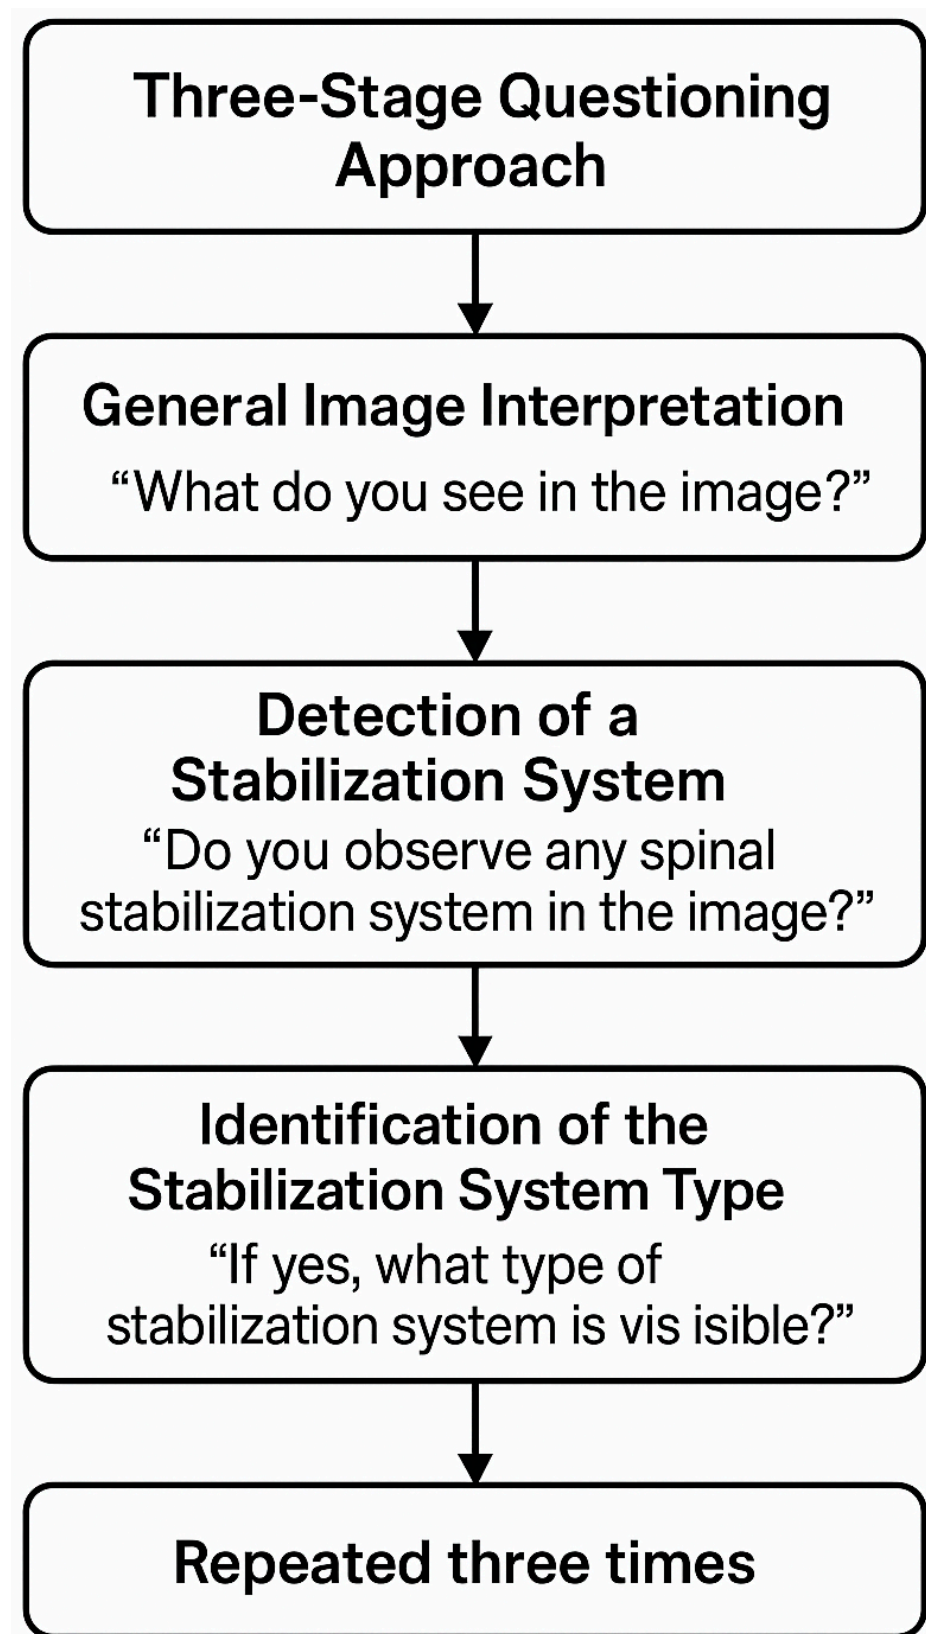 Three-Stage Questioning
Approach
General Image Interpretation
“What do you see in the image?”
Detection of a
Stabilization System
“Do you observe any spinal
stabilization system in the image?”
Identification of the
Stabilization System Type
“If yes, what type of
stabilization system is vis isible?”
Repeated three times